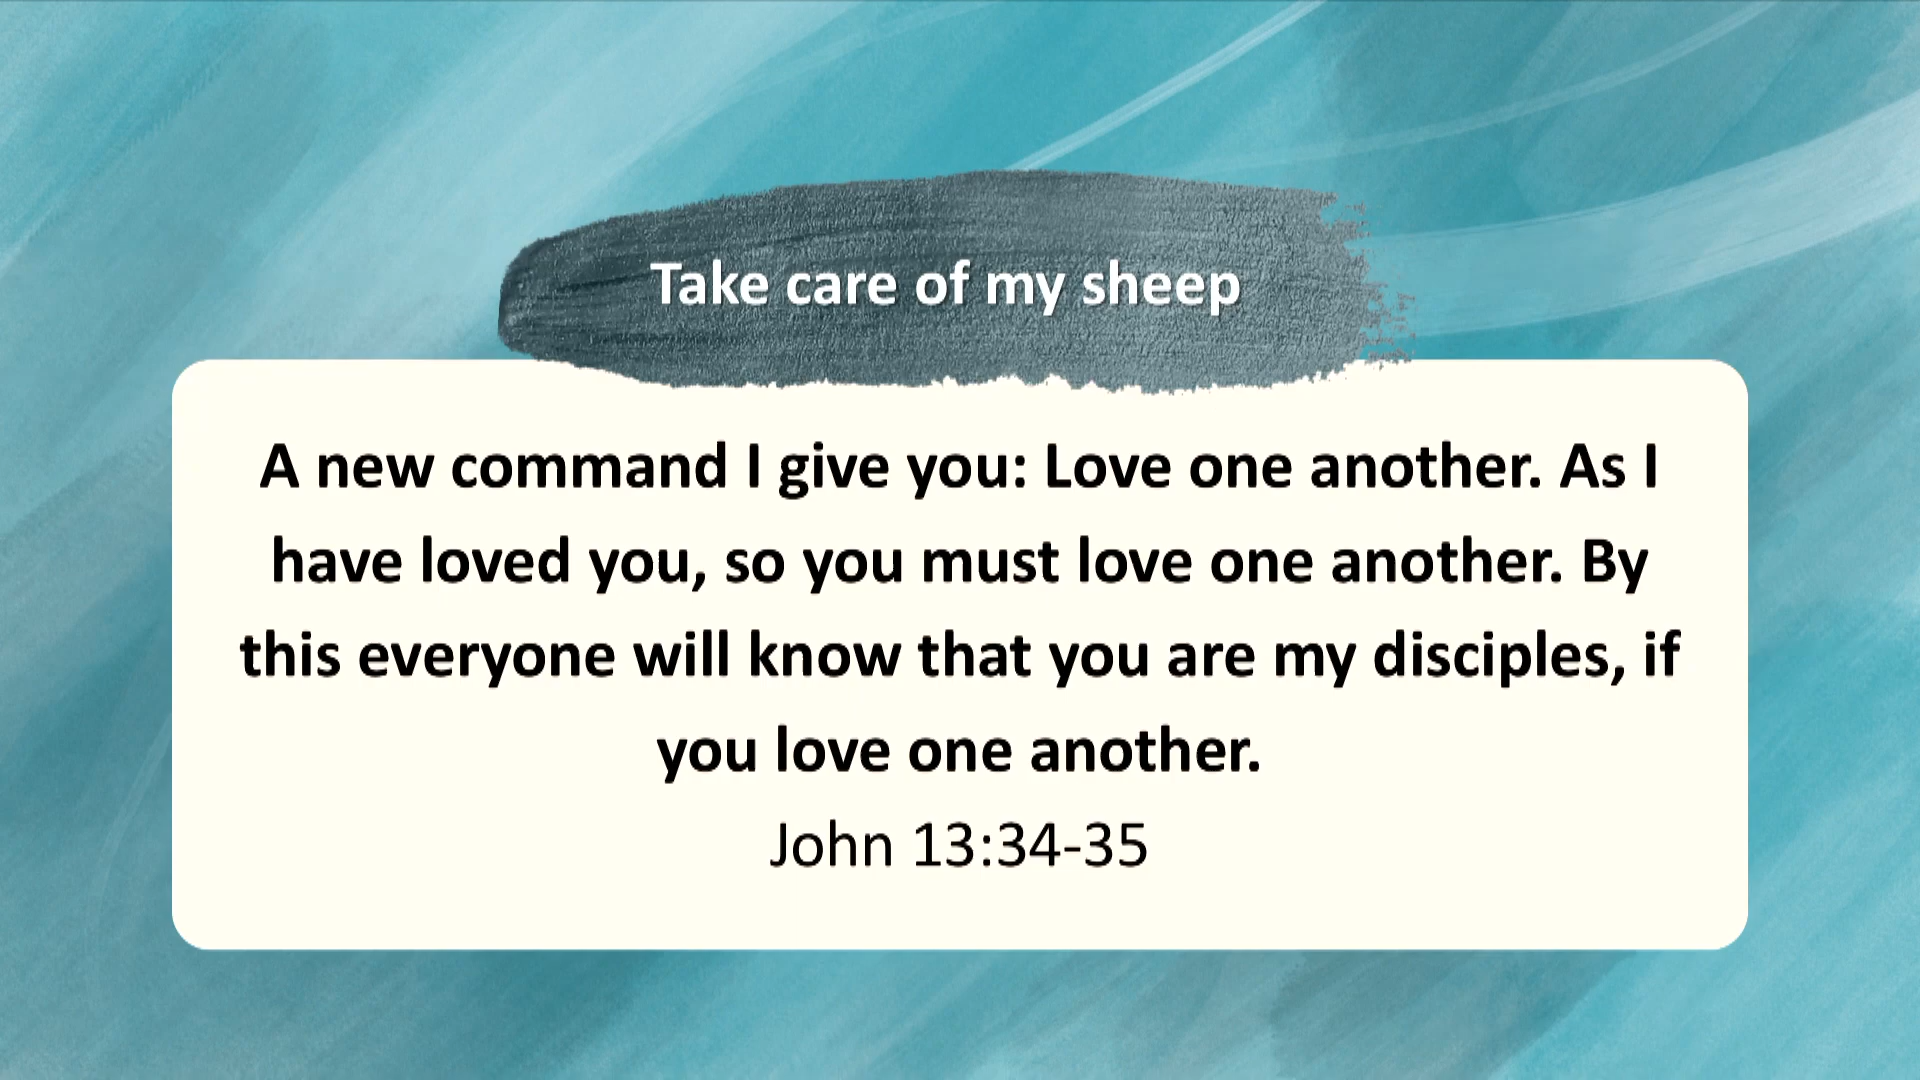 Take care of my sheep
A new command I give you: Love one another. As I
have loved you, so you must love one another. By
this everyone will know that you are my disciples, if
you love one another.
John 13:34-35